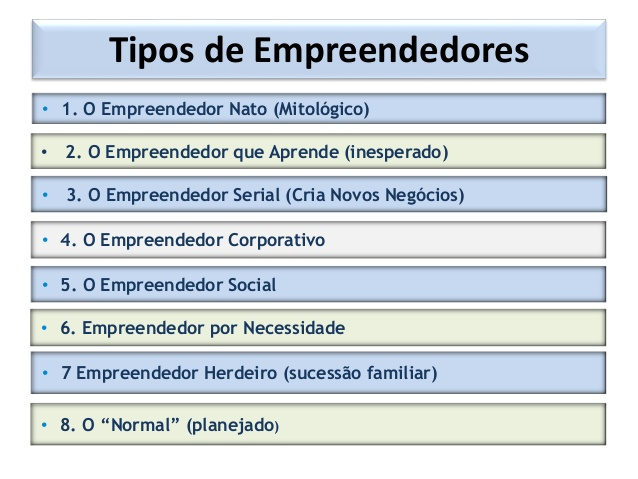 Tipos de Empreendedores
• 1. O Empreendedor Nato (Mitológico)
• 2. O Empreendedor que Aprende (inesperado)
• 3. O Empreendedor Serial (Cria Novos Negócios)
• 4. O Empreendedor Corporativo
• 5. O Empreendedor Social
• 6. Empreendedor por Necessidade
• 7 Empreendedor Herdeiro (sucessão familiar)
• 8. O “Normal” (planejado)